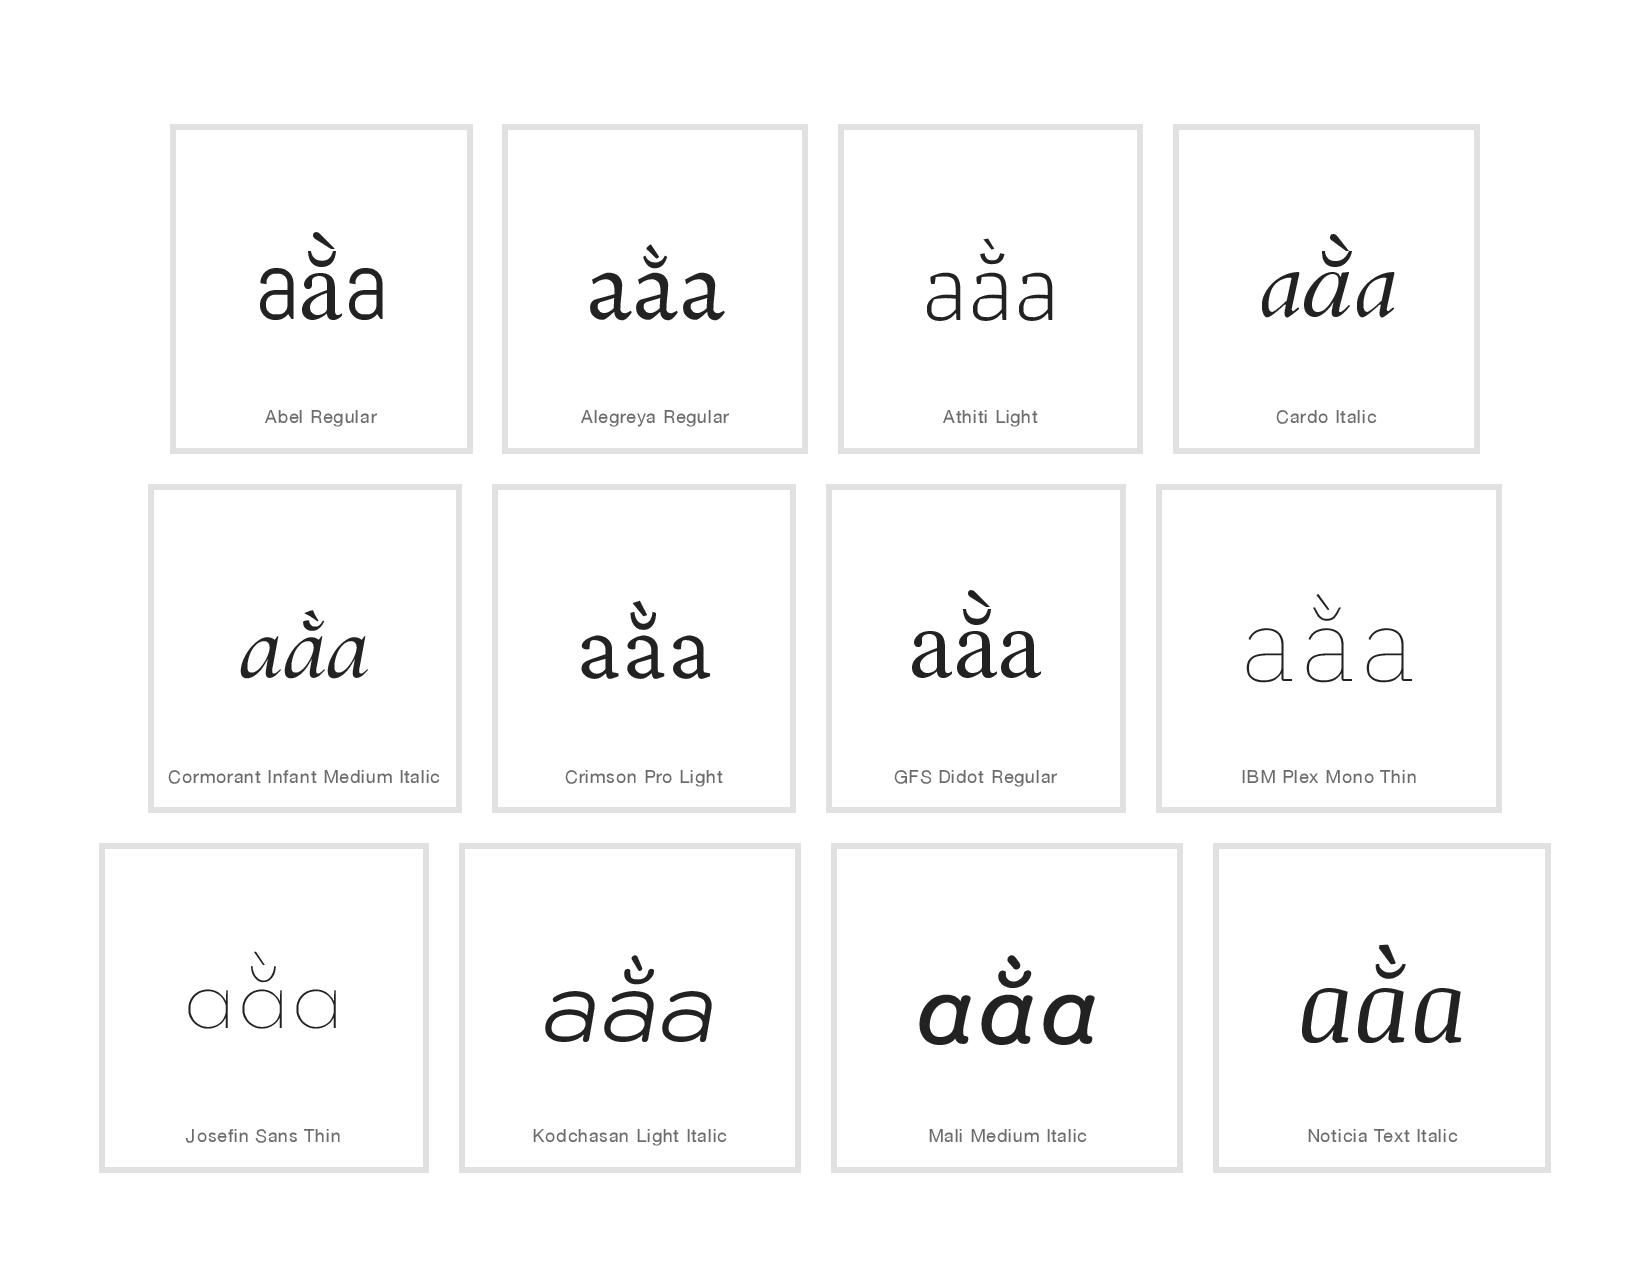 aằa
Abel Regular
aằa
Alegreya Regular
aằa
Athiti Light
aằa
Cardo Italic
aằa
Cormorant Infant Medium Italic
aằa
Crimson Pro Light
aằa
GFS Didot Regular
aằa
IBM Plex Mono Thin
aằa
Josefin Sans Thin
aằa
Kodchasan Light Italic
aằa
Mali Medium Italic
aằa
Noticia Text Italic